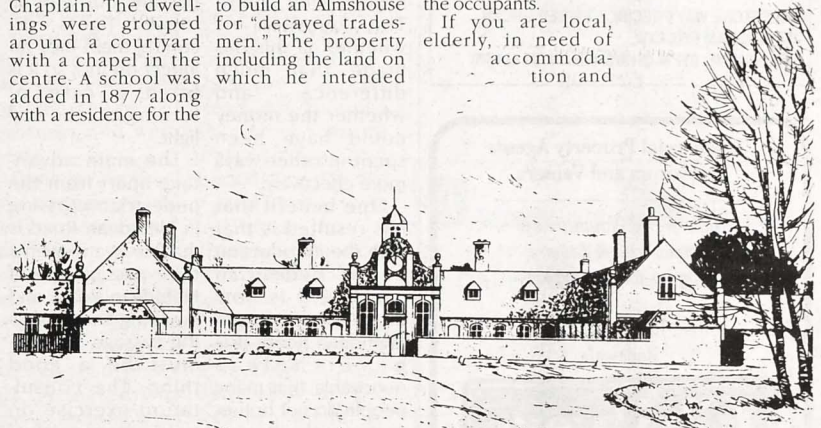 Chaplain. The dwell-
ings were grouped
around a courtyard
with a chapel in the
centre. A school was
added in 1877 along
with a residence for the
to build an Almshouse
for “decayed trades-
men.” The property
including the land on
which he intended
the occupants.
If you are local,
elderly, in need of
accommoda-
tion and